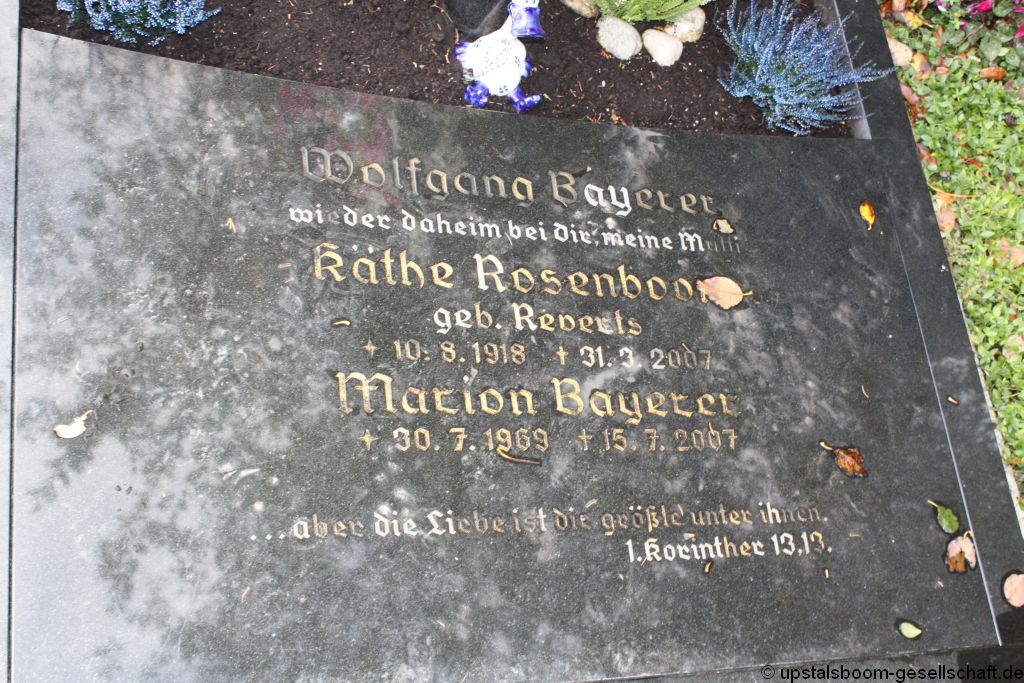 Wolfgang Bayerer
wieder daheim bei dir, meine Mutti
Käthe Rosenboom
geb. Reverts
✝ 10. 8. 1918 ✝ 31. 3. 2007
Marion Bayerer
✝ 30. 7. 1969 ✝ 15. 7. 2007
...aber die Liebe ist die größte unter ihnen.
1. Korinther 13,13.
© upstalsboom-gesellschaft.de